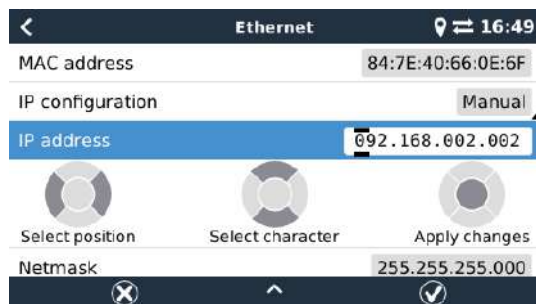 Ethernet 16:49
MAC address 84:7E:40:66:0E:6F
IP configuration Manual
IP address 092.168.002.002
Select position Select character Apply changes
Netmask 255.255.255.000